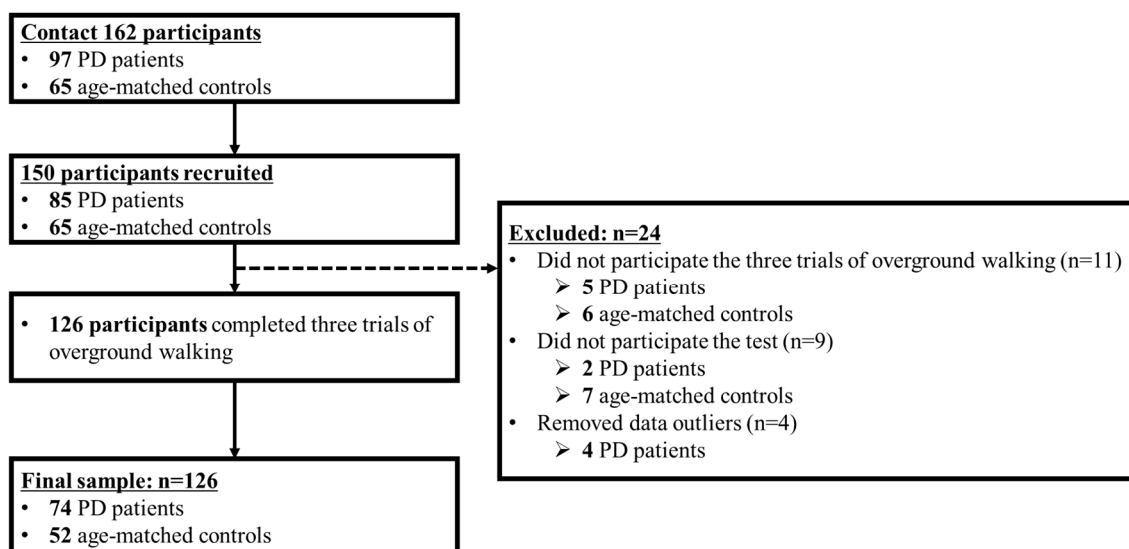 Contact 162 participants
• 97 PD patients
• 65 age-matched controls
150 participants recruited
• 85 PD patients
• 65 age-matched controls
Excluded: n=24
• Did not participate the three trials of overground walking (n=11)
➢ 5 PD patients
➢ 6 age-matched controls
• Did not participate the test (n=9)
➢ 2 PD patients
➢ 7 age-matched controls
• Removed data outliers (n=4)
➢ 4 PD patients
• 126 participants completed three trials of
overground walking
Final sample: n=126
• 74 PD patients
• 52 age-matched controls